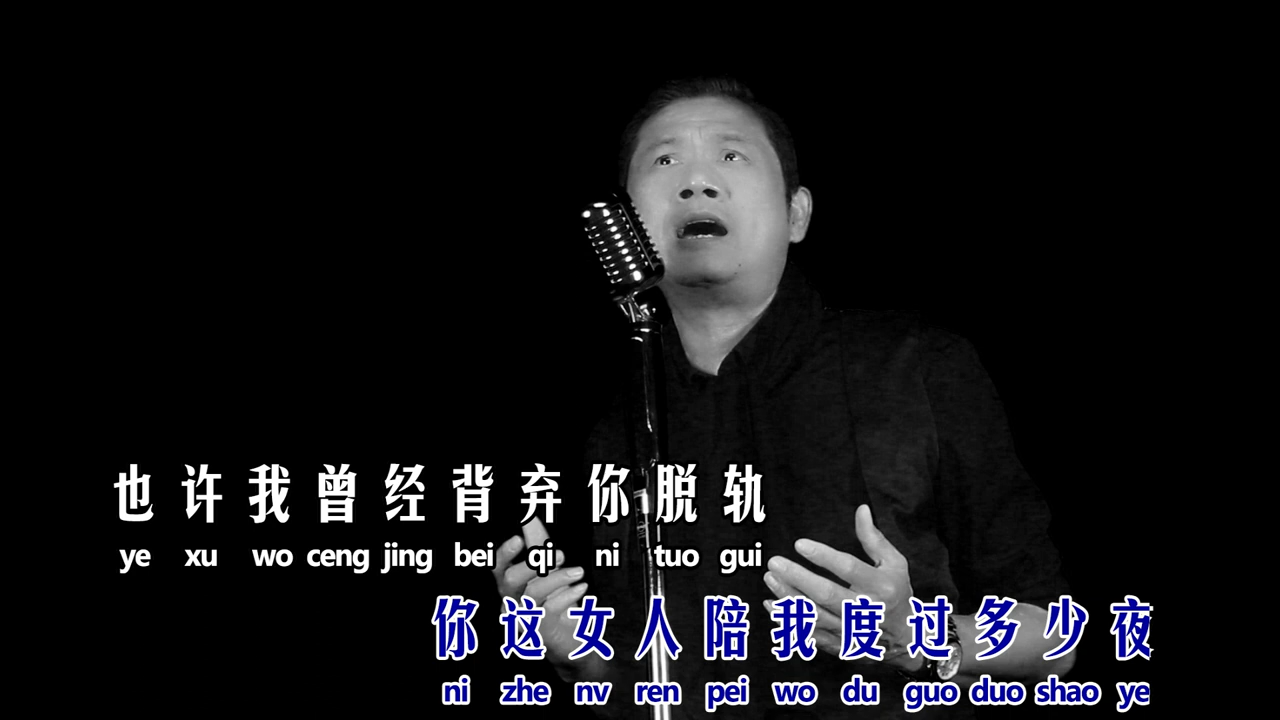 也许我曾经背弃你脱轨
ye xu wo ceng jing bei qi ni tuo gui
你这女人陪我度过多少夜
ni zhe nv ren pei wo du guo duo shao ye